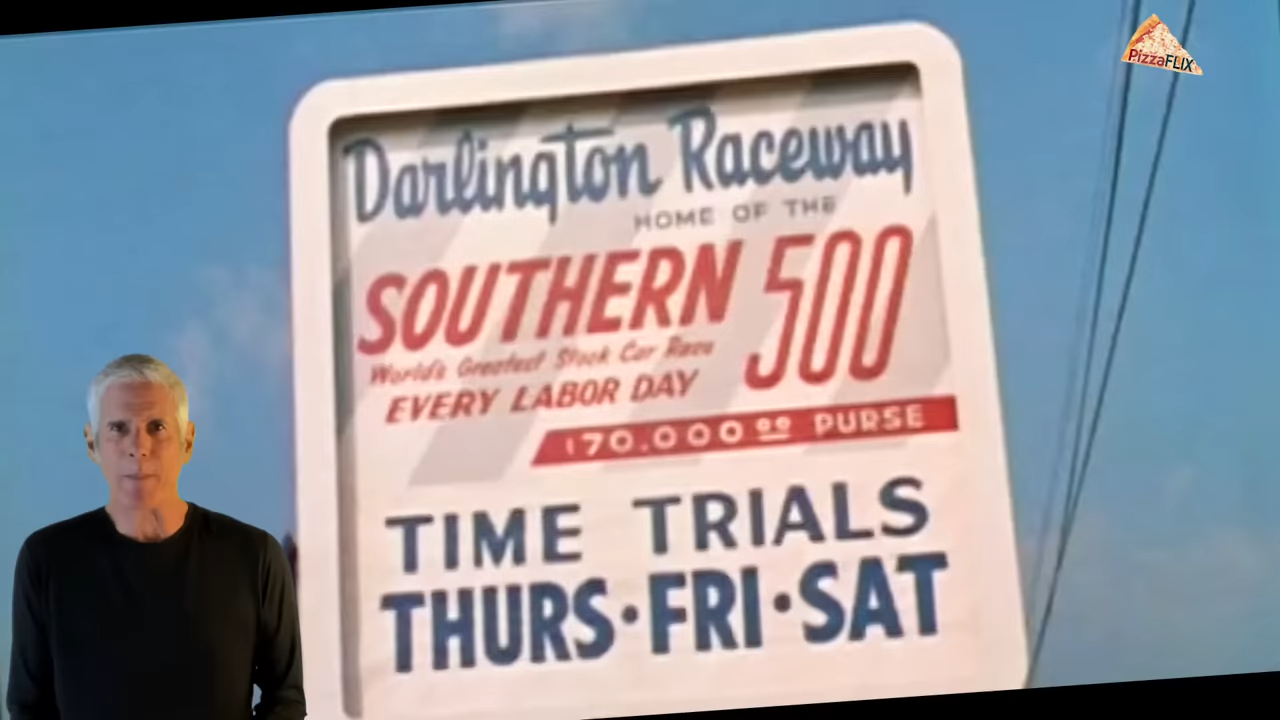 PizzaFLIX
Darlington Raceway
HOME OF THE
SOUTHERN 500
World's Greatest Stock Car Race
EVERY LABOR DAY
$70.000.00 PURSE
TIME TRIALS
THURS·FRI·SAT